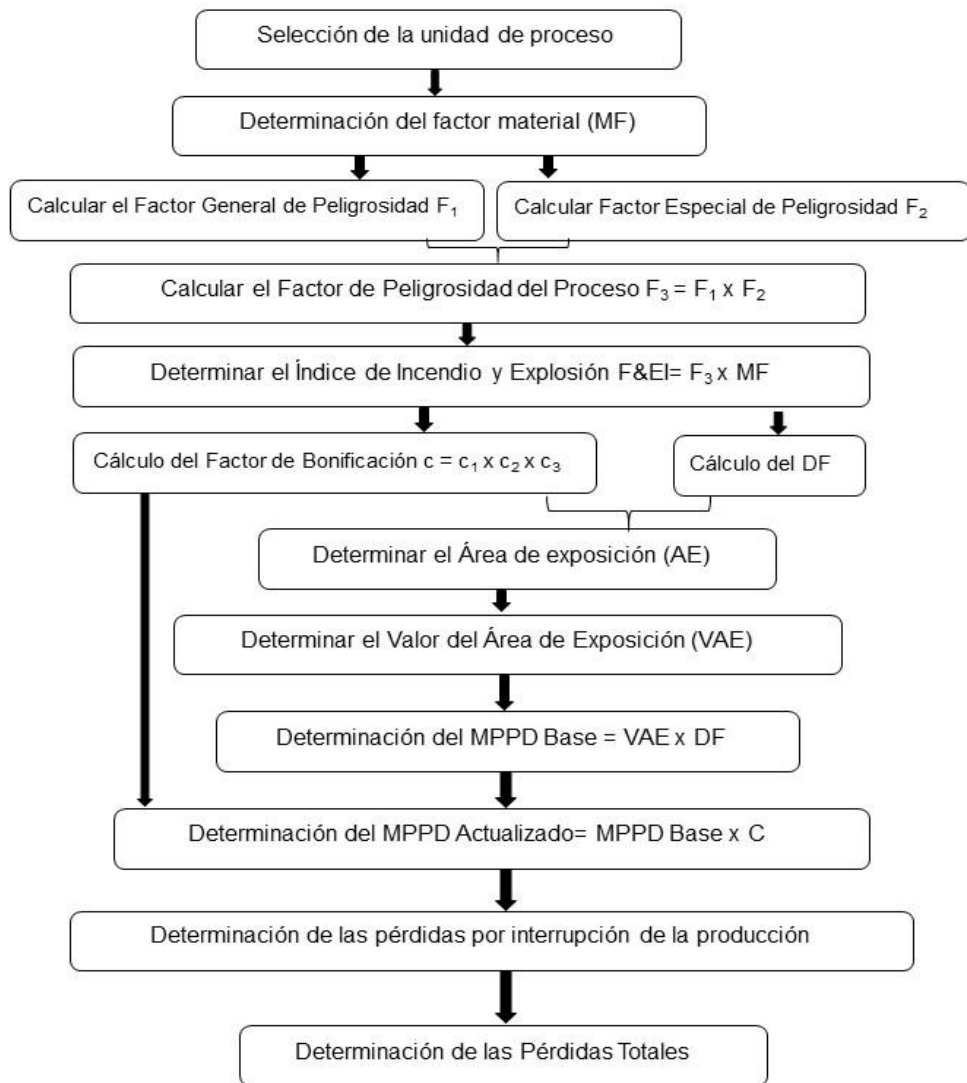 Selección de la unidad de proceso
Determinación del factor material (MF)
Calcular el Factor General de Peligrosidad F₁
Calcular Factor Especial de Peligrosidad F₂
Calcular el Factor de Peligrosidad del Proceso F₃ = F₁ x F₂
Determinar el Índice de Incendio y Explosión F&EI= F₃ x MF
Cálculo del Factor de Bonificación c = c₁ x c₂ x c₃
Cálculo del DF
Determinar el Área de exposición (AE)
Determinar el Valor del Área de Exposición (VAE)
Determinación del MPPD Base = VAE x DF
Determinación del MPPD Actualizado= MPPD Base x C
Determinación de las pérdidas por interrupción de la producción
Determinación de las Pérdidas Totales